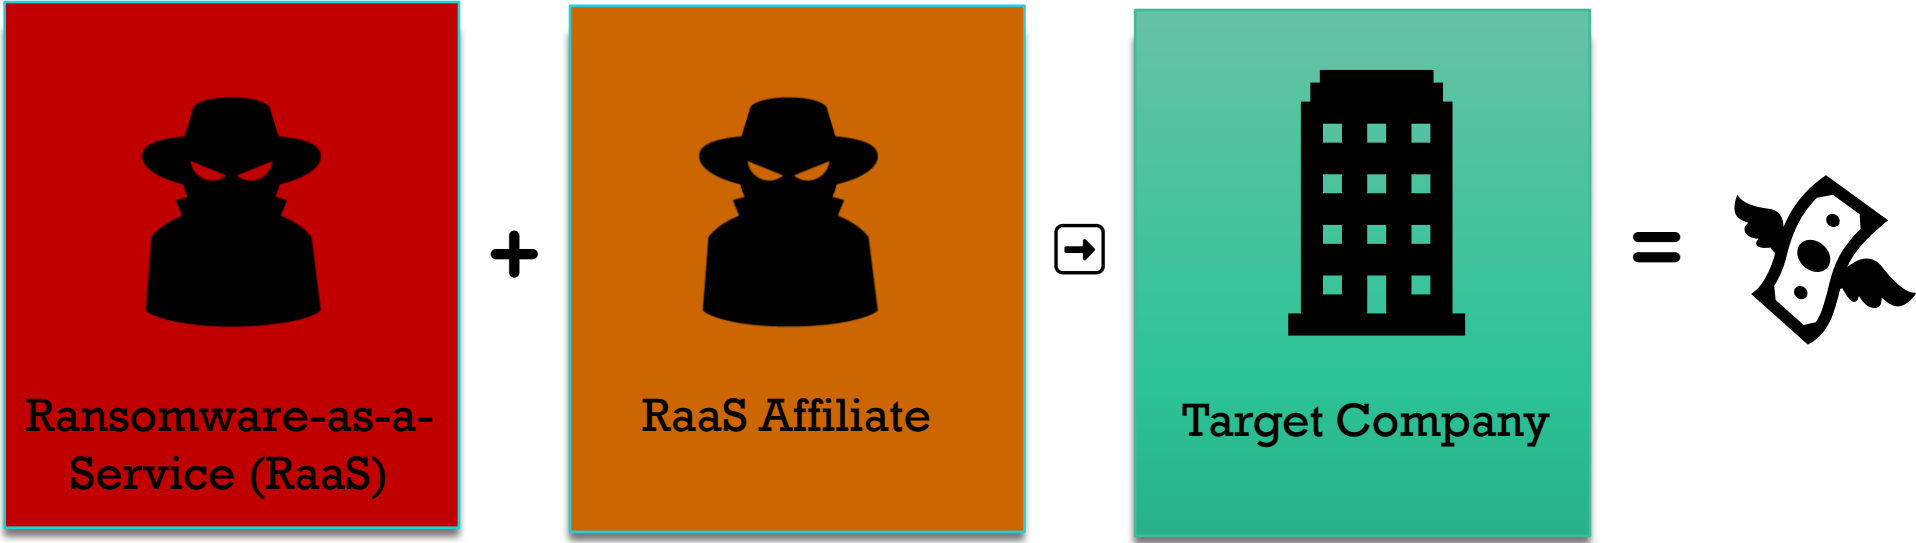 Ransomware-as-a-
Service (RaaS)
RaaS Affiliate
Target Company